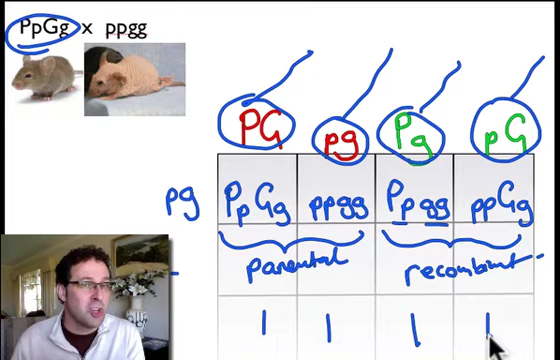 PpGg x ppgg
PG pg Pg pG
pg PpGg ppgg Ppgg ppGg
parental recombinant
1 1 1 1